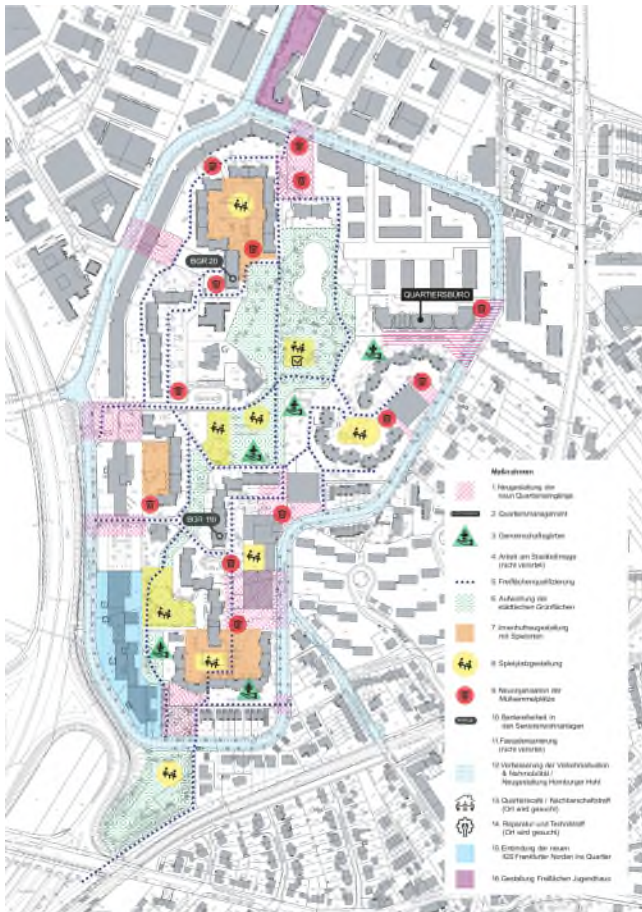 BGR 20
QUARTIERSBÜRO
BGR 119
Maßnahmen
1. Neugestaltung der
neun Quartierseingänge
2. Quartiersmanagement
3. Gemeinschaftsgärten
4. Arbeit am Stadtteilimage
(nicht verortet)
5. Freiflächenqualifizierung
6. Aufwertung der
städtischen Grünflächen
7. Innenhofneugestaltung
mit Spielorten
8. Spielplatzgestaltung
9. Neuorganisation der
Müllsammelplätze
10. Barrierefreiheit in
den Seniorenwohnanlagen
11. Fassadensanierung
(nicht verortet)
12. Verbesserung der Verkehrssituation
& Nahmobilität /
Neugestaltung Homburger Hohl
13. Quartierscafé / Nachbarschaftstreff
(Ort wird gesucht)
14. Reparatur und Techniktreff
(Ort wird gesucht)
15. Einbindung der neuen
IGS Frankfurter Norden ins Quartier
16. Gestaltung Freiflächen Jugendhaus